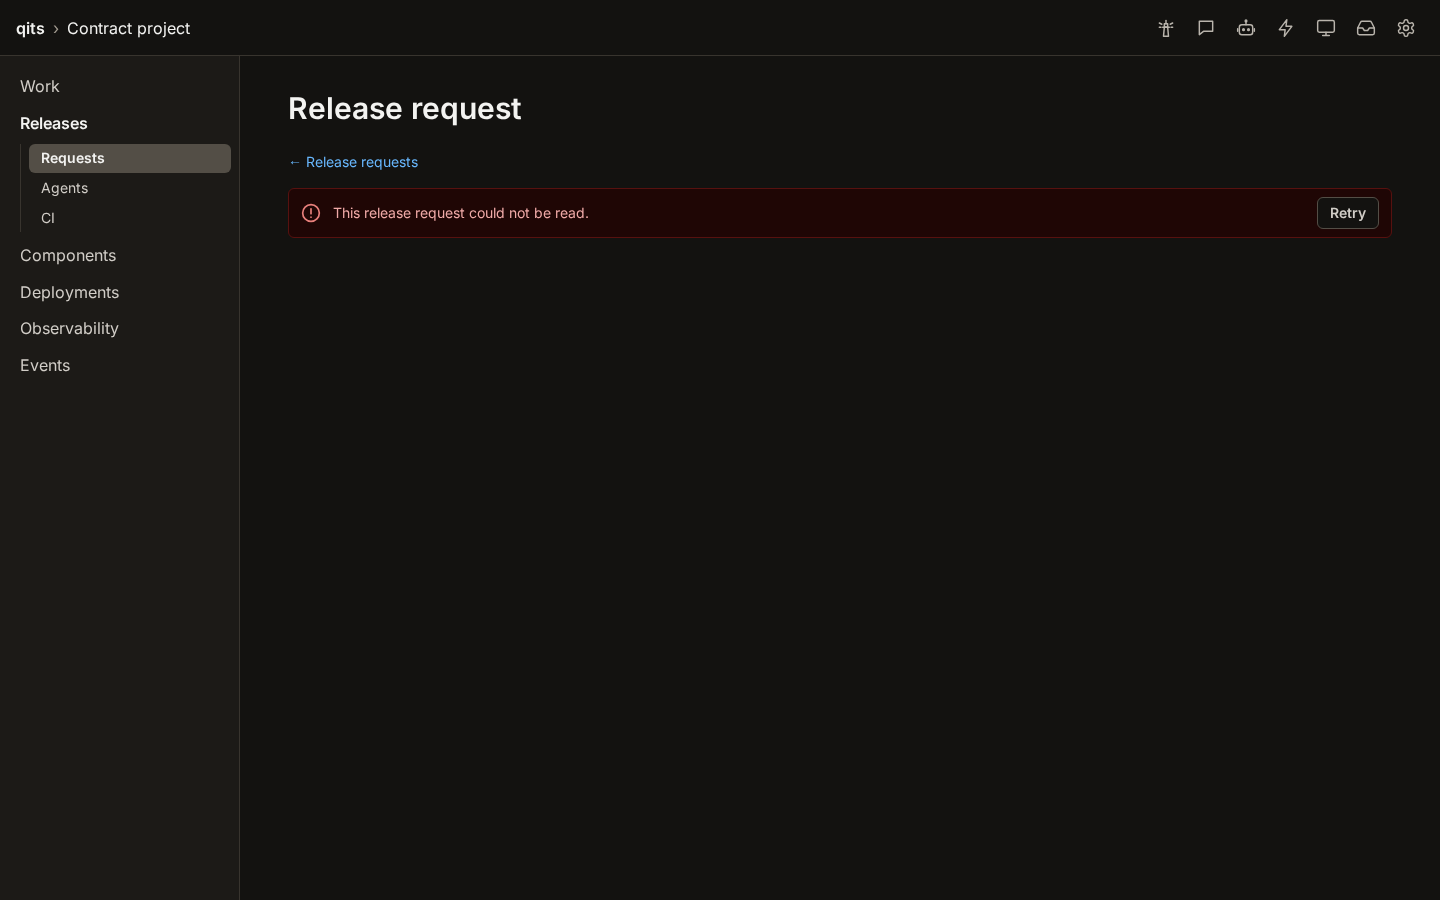 qits › Contract project
Work
Releases
Requests
Agents
CI
Components
Deployments
Observability
Events
Release request
← Release requests
This release request could not be read.
Retry